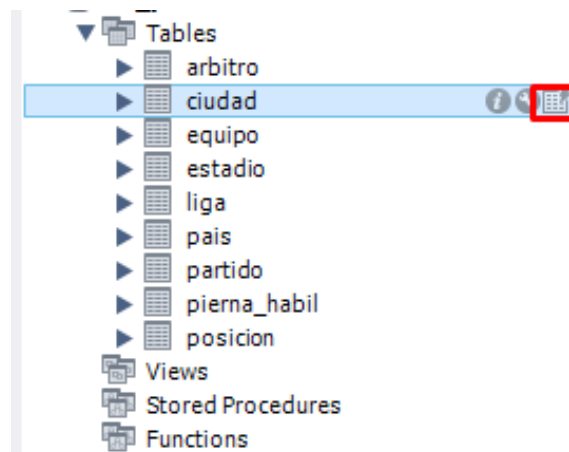 Tables
arbitro
ciudad
equipo
estadio
liga
pais
partido
pierna_habil
posicion
Views
Stored Procedures
Functions